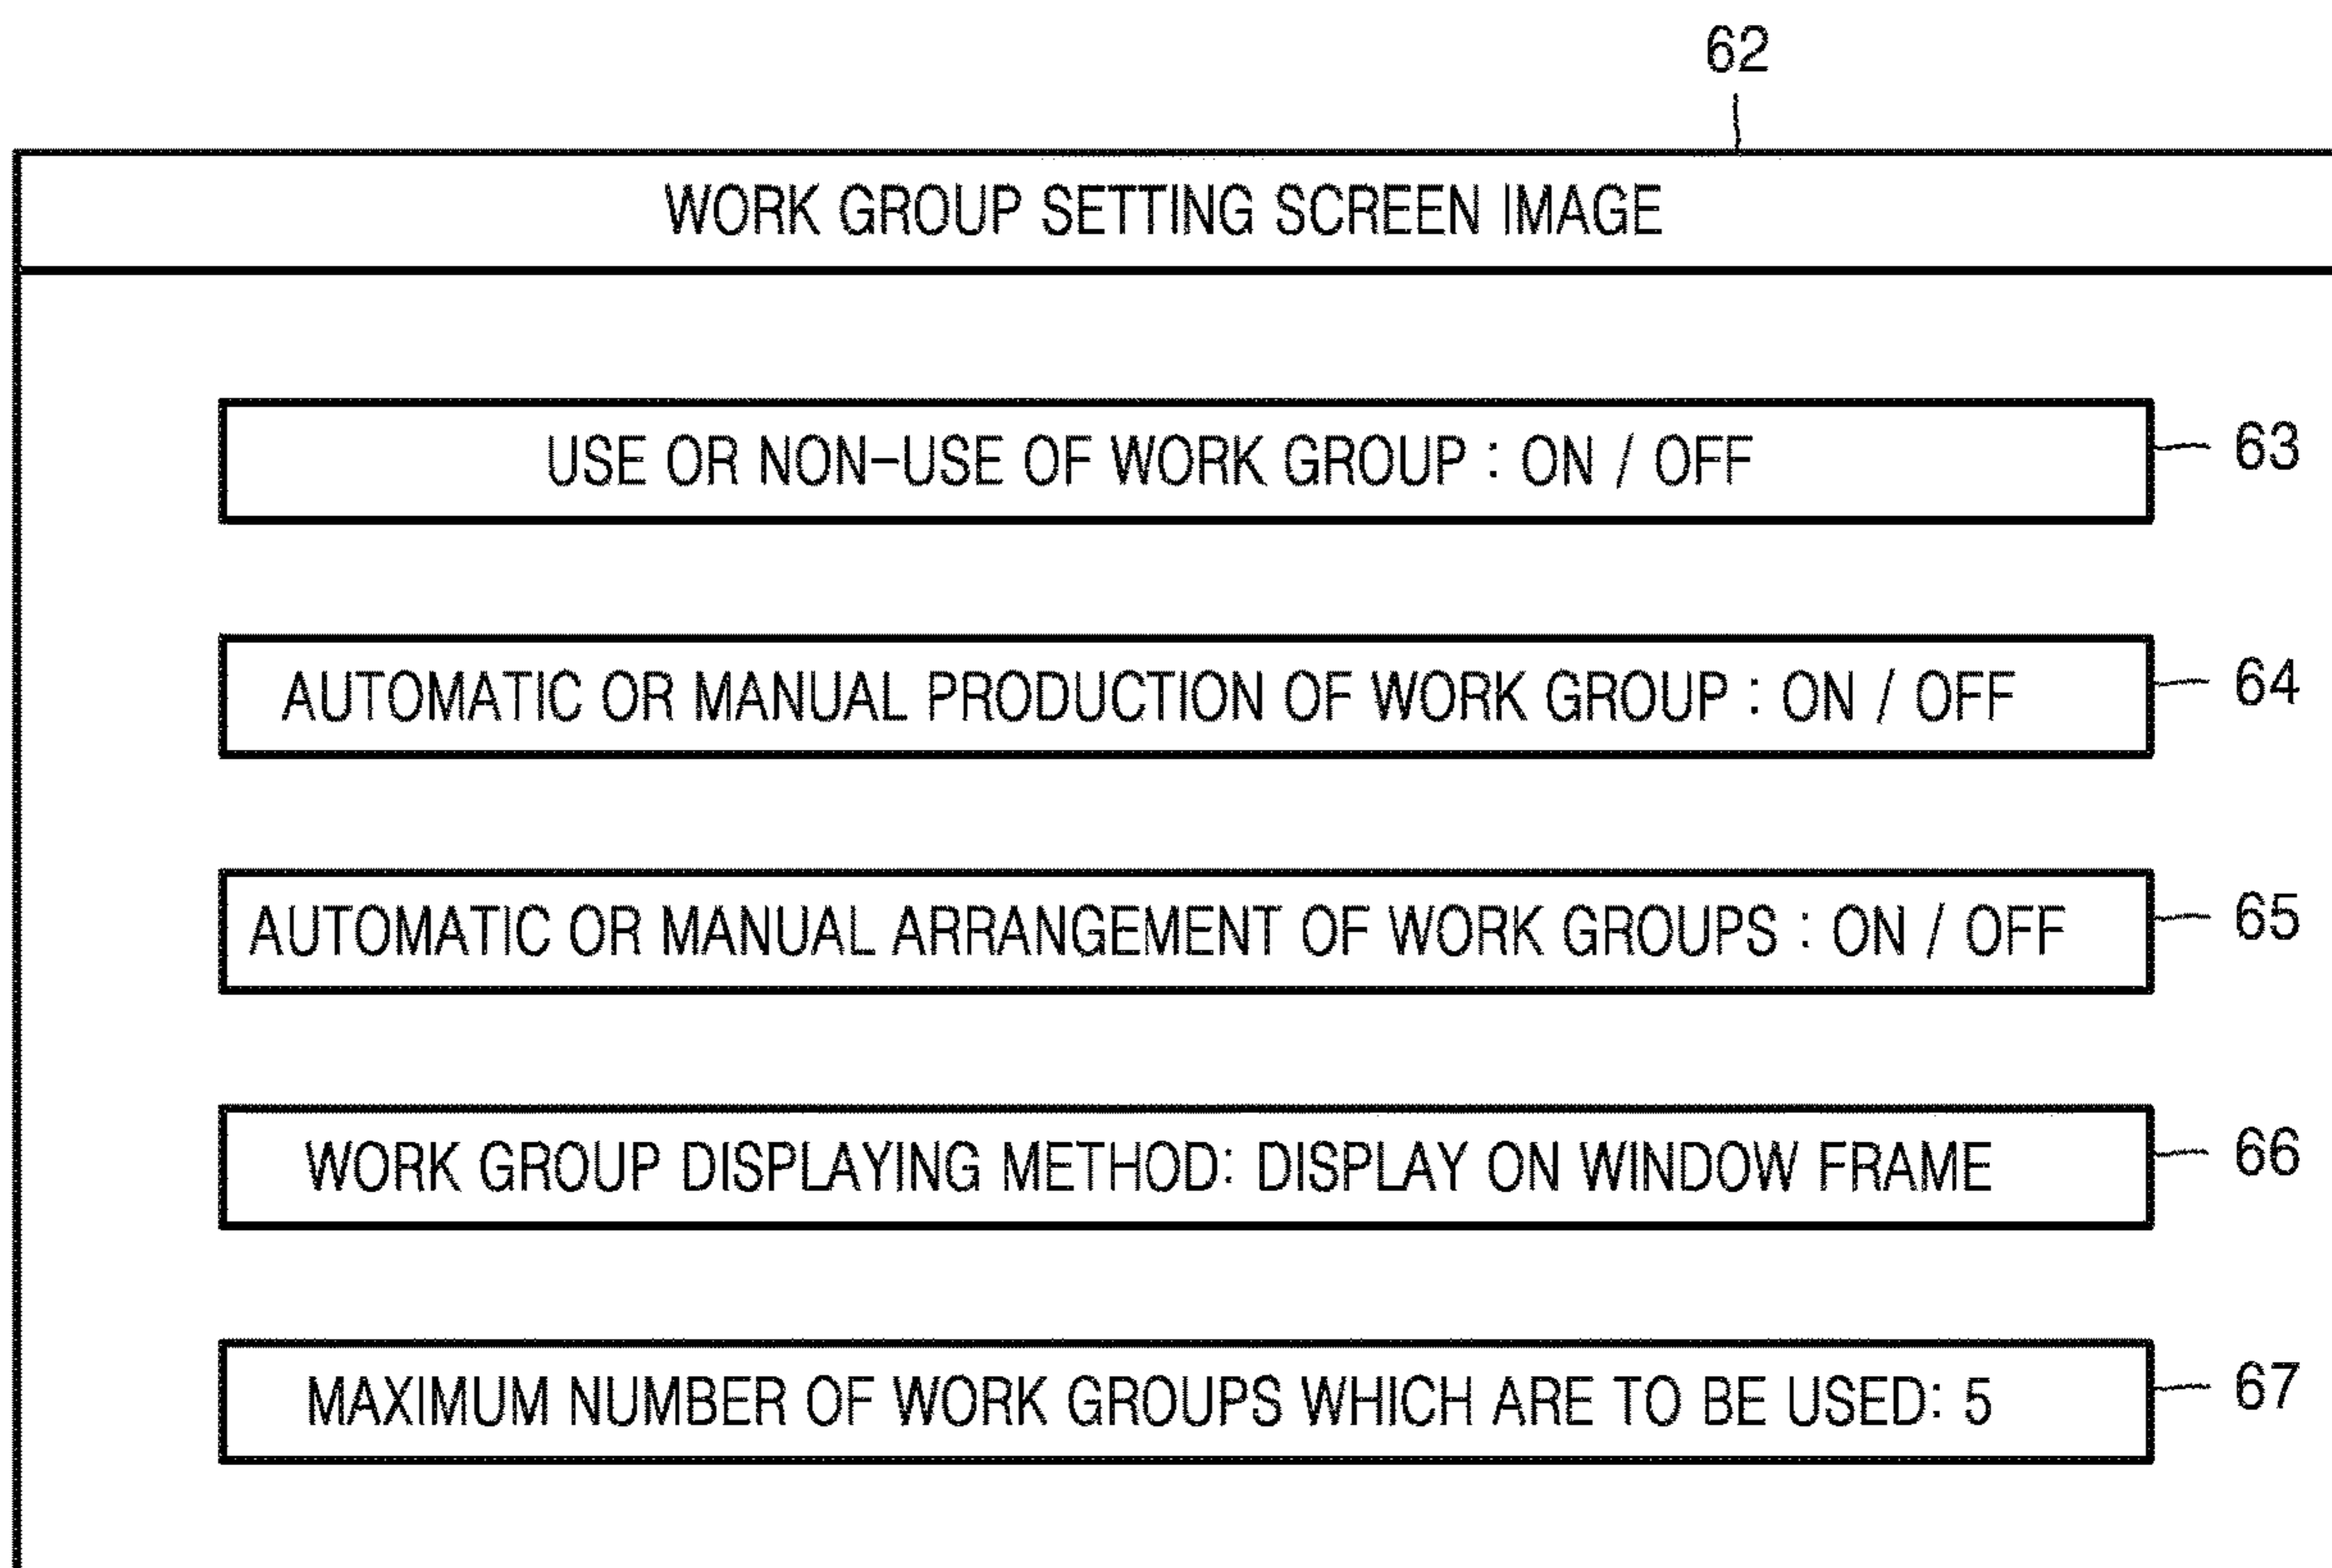 62
WORK GROUP SETTING SCREEN IMAGE
USE OR NON-USE OF WORK GROUP : ON / OFF
63
AUTOMATIC OR MANUAL PRODUCTION OF WORK GROUP : ON / OFF
64
AUTOMATIC OR MANUAL ARRANGEMENT OF WORK GROUPS : ON / OFF
65
WORK GROUP DISPLAYING METHOD: DISPLAY ON WINDOW FRAME
66
MAXIMUM NUMBER OF WORK GROUPS WHICH ARE TO BE USED: 5
67